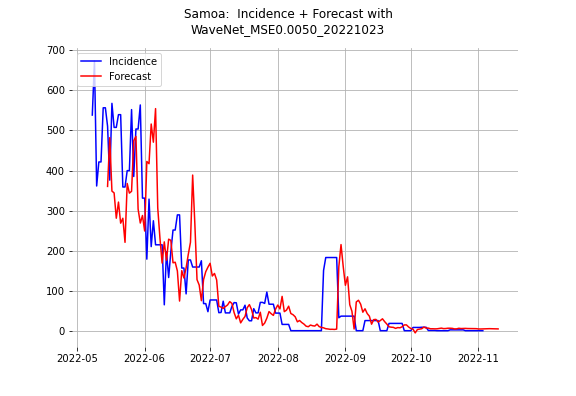 Samoa:  Incidence + Forecast with
WaveNet_MSE0.0050_20221023
Incidence
Forecast
700
600
500
400
300
200
100
0
2022-05 2022-06 2022-07 2022-08 2022-09 2022-10 2022-11